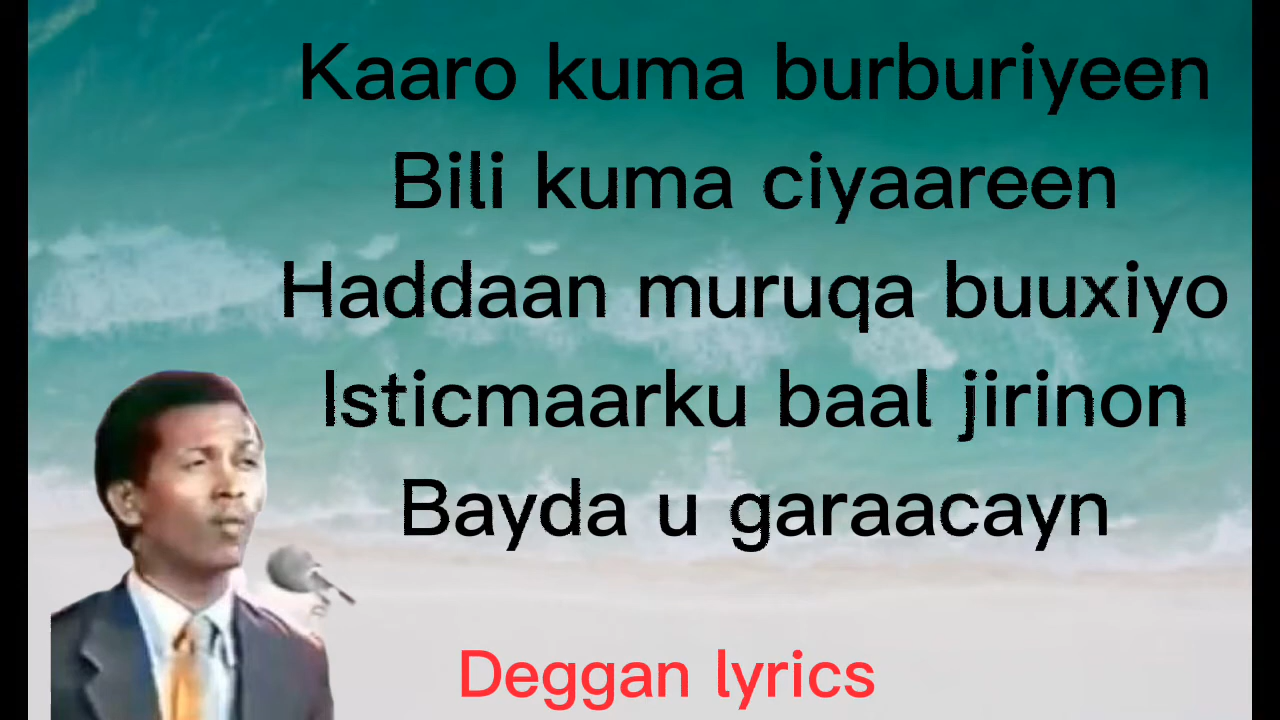 Kaaro kuma burburiyeen
Bili kuma ciyaareen
Haddaan muruqa buuxiyo
Isticmaarku baal jirinon
Bayda u garaacayn
Deggan lyrics